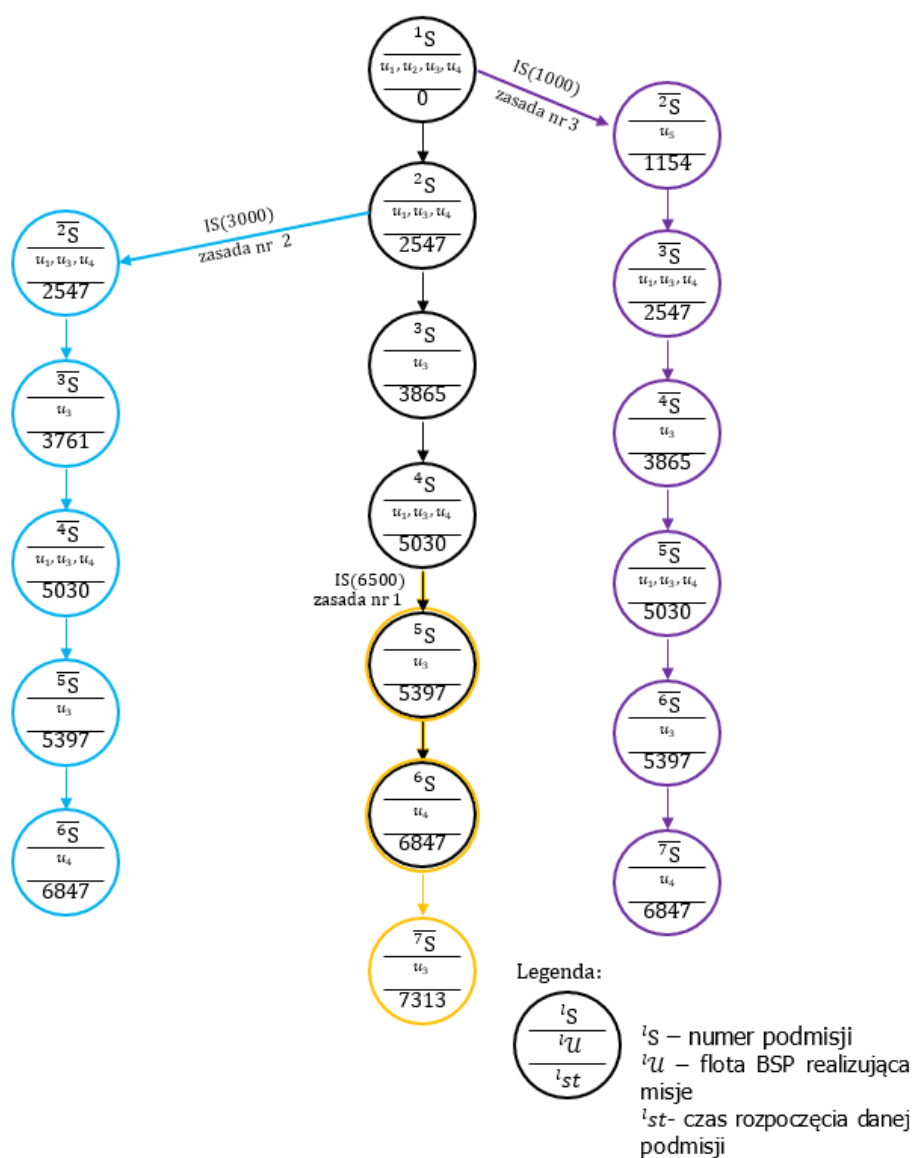 ¹S
u₁, u₂, u₃, u₄
0
IS(1000)
zasada nr 3
²S̅
u₅
1154
²S
u₁, u₃, u₄
2547
IS(3000)
zasada nr 2
²S̅
u₁, u₃, u₄
2547
³S̅
u₁, u₃, u₄
2547
³S
u₃
3865
³S̅
u₃
3761
⁴S̅
u₃
3865
⁴S
u₁, u₃, u₄
5030
⁴S̅
u₁, u₃, u₄
5030
⁵S̅
u₁, u₃, u₄
5030
IS(6500)
zasada nr 1
⁵S
u₃
5397
⁵S̅
u₃
5397
⁶S̅
u₃
5397
⁶S
u₄
6847
⁶S̅
u₄
6847
⁷S̅
u₄
6847
⁷S̅
u₃
7313
Legenda:
ˡS
ˡU
ˡst
ˡS – numer podmisji
ˡU – flota BSP realizująca
misje
ˡst- czas rozpoczęcia danej
podmisji